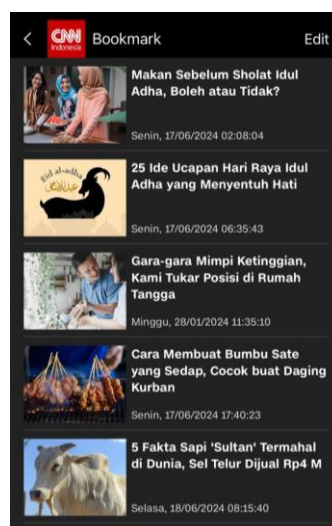 CNN
Indonesia
Bookmark
Edit
Makan Sebelum Sholat Idul
Adha, Boleh atau Tidak?
Senin, 17/06/2024 02:08:04
Eid al-adha
25 Ide Ucapan Hari Raya Idul
Adha yang Menyentuh Hati
Senin, 17/06/2024 06:35:43
Gara-gara Mimpi Ketinggian,
Kami Tukar Posisi di Rumah
Tangga
Minggu, 28/01/2024 11:35:10
Cara Membuat Bumbu Sate
yang Sedap, Cocok buat Daging
Kurban
Senin, 17/06/2024 17:40:23
5 Fakta Sapi 'Sultan' Termahal
di Dunia, Sel Telur Dijual Rp4 M
Selasa, 18/06/2024 08:15:40